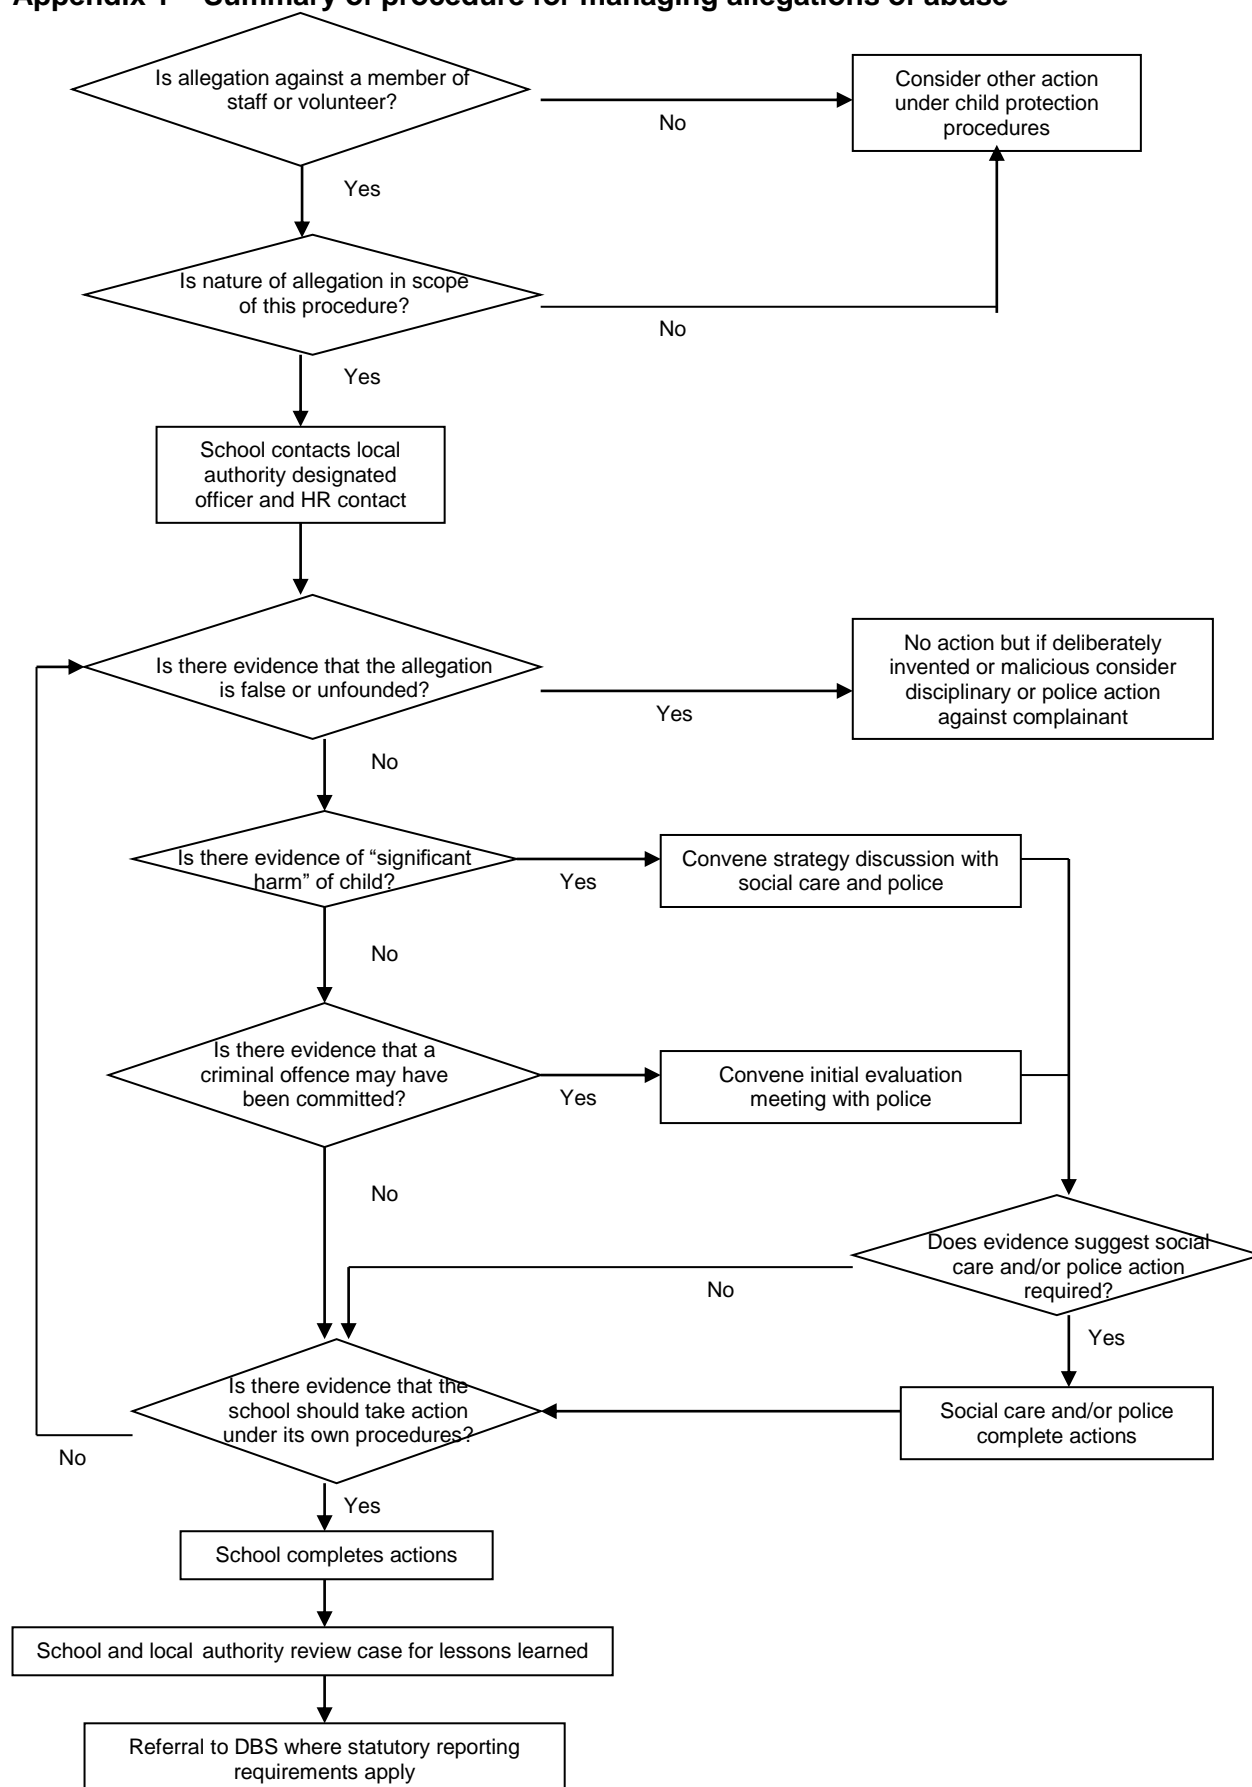 Appendix 1 – Summary of procedure for managing allegations of abuse
Is allegation against a member of
staff or volunteer?
No
Consider other action
under child protection
procedures
Yes
Is nature of allegation in scope
of this procedure?
No
Yes
School contacts local
authority designated
officer and HR contact
Is there evidence that the allegation
is false or unfounded?
Yes
No action but if deliberately
invented or malicious consider
disciplinary or police action
against complainant
No
Is there evidence of “significant
harm” of child?
Yes
Convene strategy discussion with
social care and police
No
Is there evidence that a
criminal offence may have
been committed?
Yes
Convene initial evaluation
meeting with police
No
Does evidence suggest social
care and/or police action
required?
No
Yes
Is there evidence that the
school should take action
under its own procedures?
Social care and/or police
complete actions
No
Yes
School completes actions
School and local authority review case for lessons learned
Referral to DBS where statutory reporting
requirements apply